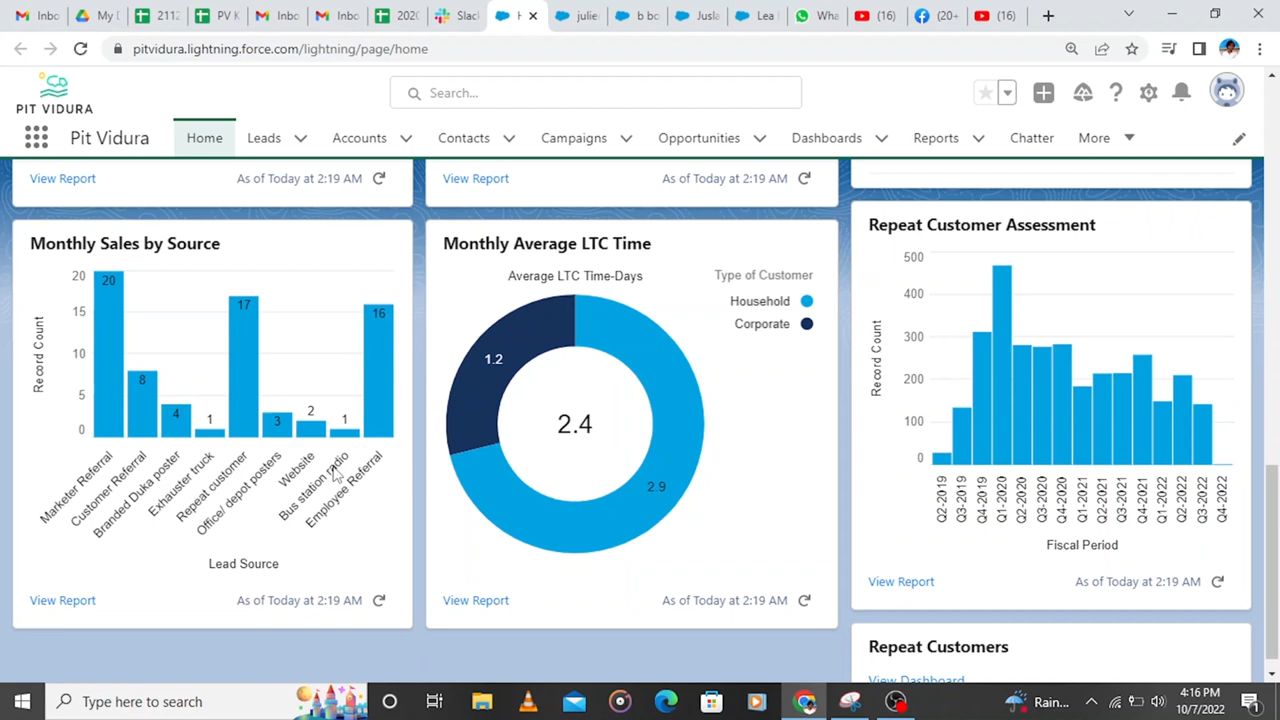 Inbo
My D
2112
PV K
Inbo
Inbo
2020
Slac
H
julie
b bo
Jusla
Lea
Wha
(16)
(20+
(16)
pitvidura.lightning.force.com/lightning/page/home
PIT VIDURA
Search...
Pit Vidura
Home
Leads
Accounts
Contacts
Campaigns
Opportunities
Dashboards
Reports
Chatter
More
View Report
As of Today at 2:19 AM
View Report
As of Today at 2:19 AM
Monthly Sales by Source
20
15
10
5
0
Record Count
20
8
4
1
17
3
2
1
16
Marketer Referral
Customer Referral
Branded Duka poster
Exhauster truck
Repeat customer
Office/ depot posters
Website
Bus station radio
Employee Referral
Lead Source
View Report
As of Today at 2:19 AM
Monthly Average LTC Time
Average LTC Time-Days
Type of Customer
Household
Corporate
1.2
2.4
2.9
View Report
As of Today at 2:19 AM
Repeat Customer Assessment
500
400
300
200
100
0
Record Count
Q2-2019
Q3-2019
Q4-2019
Q1-2020
Q2-2020
Q3-2020
Q4-2020
Q1-2021
Q2-2021
Q3-2021
Q4-2021
Q1-2022
Q2-2022
Q3-2022
Q4-2022
Fiscal Period
View Report
As of Today at 2:19 AM
Repeat Customers
View Dashboard
Type here to search
Rain...
4:16 PM
10/7/2022
1